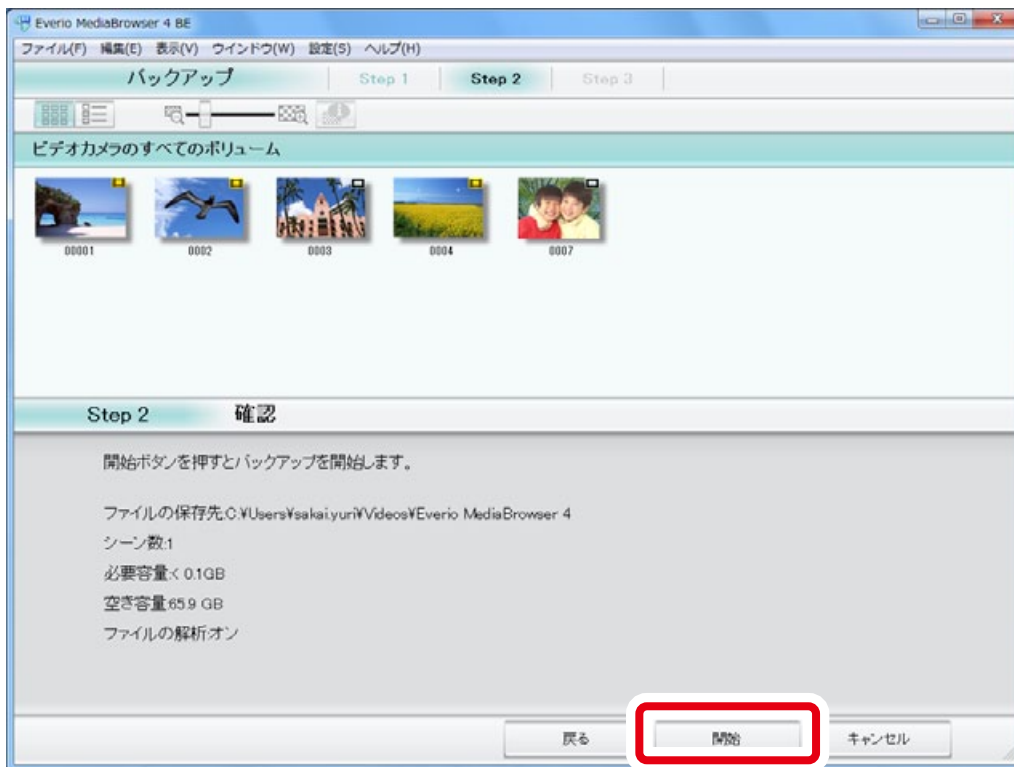 Everio MediaBrowser 4 BE
ファイル(F) 編集(E) 表示(V) ウインドウ(W) 設定(S) ヘルプ(H)
バックアップ Step 1 Step 2 Step 3
ビデオカメラのすべてのボリューム
00001 0002 0003 0004 0007
Step 2 確認
開始ボタンを押すとバックアップを開始します。
ファイルの保存先:C:¥Users¥sakai.yuri¥Videos¥Everio MediaBrowser 4
シーン数:1
必要容量:< 0.1GB
空き容量:65.9 GB
ファイルの解析:オン
戻る 開始 キャンセル